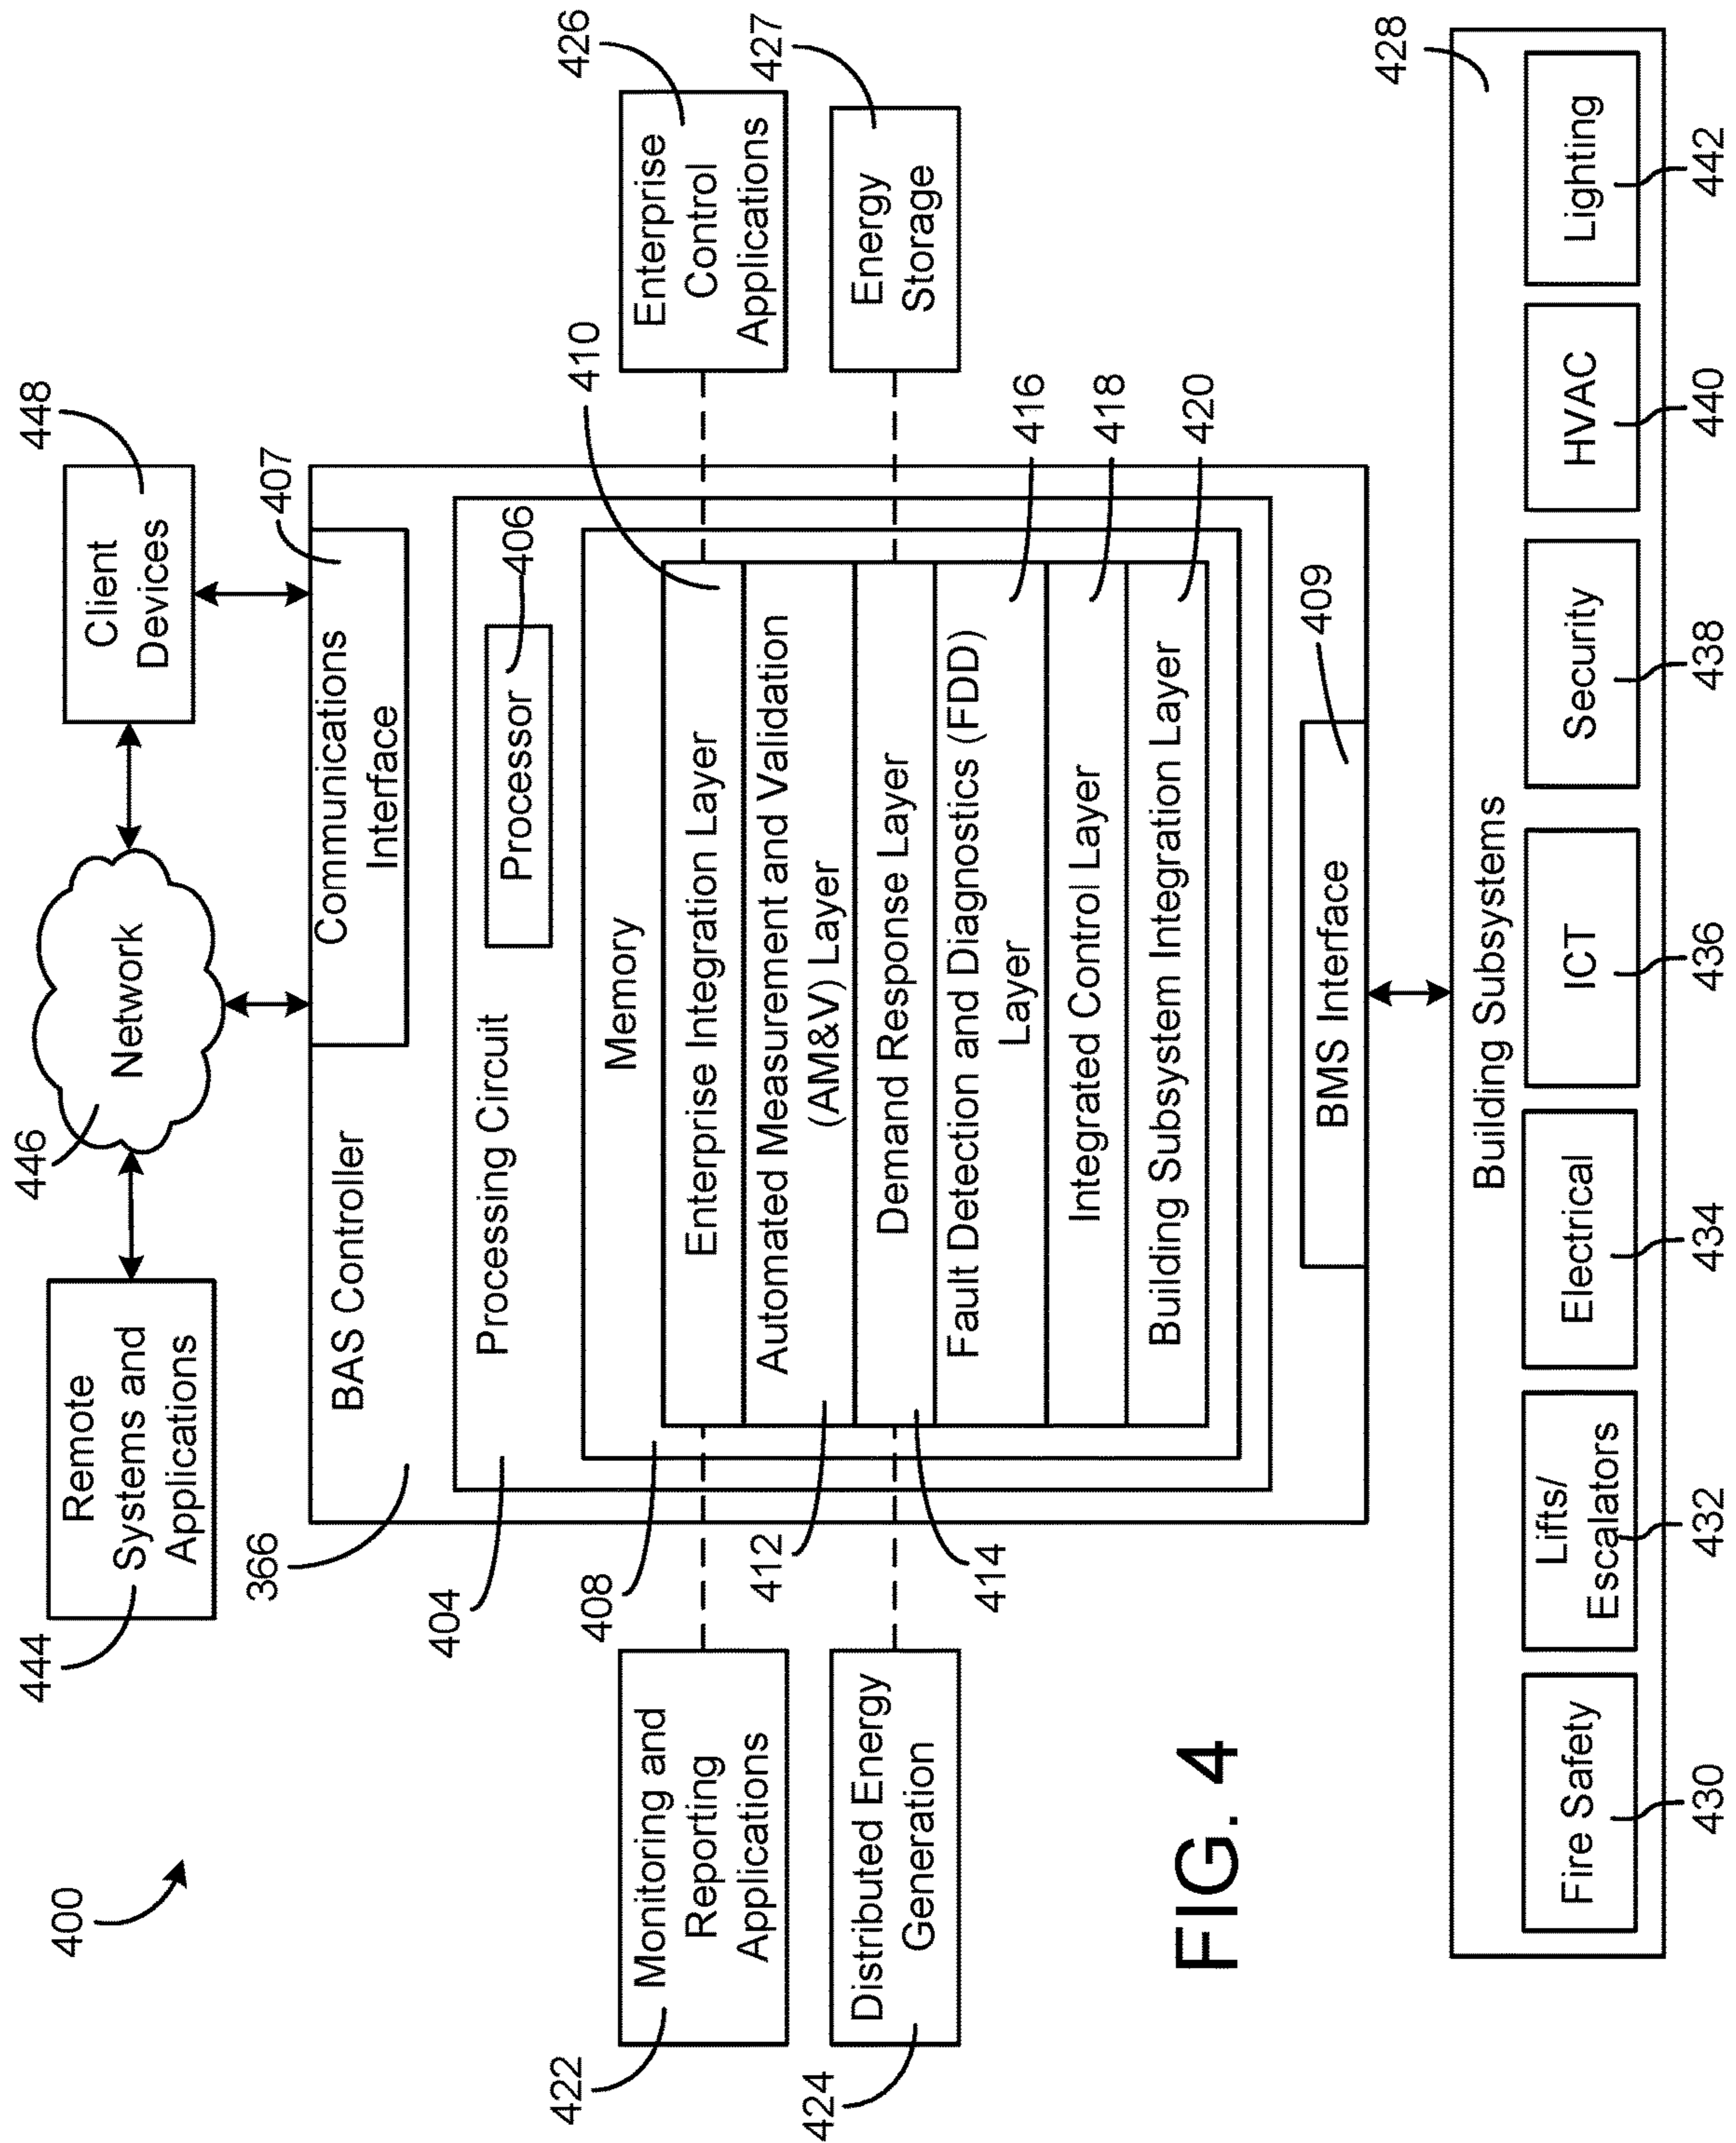 400
444
Remote
Systems and
Applications
446
Network
448
Client
Devices
366
BAS Controller
Communications
Interface
407
404
Processing Circuit
Processor
406
408
Memory
410
Enterprise Integration Layer
Automated Measurement and Validation
(AM&V) Layer
412
Demand Response Layer
414
Fault Detection and Diagnostics (FDD)
Layer
416
Integrated Control Layer
418
Building Subsystem Integration Layer
420
BMS Interface
409
422
Monitoring and
Reporting
Applications
424
Distributed Energy
Generation
426
Enterprise
Control
Applications
427
Energy
Storage
FIG. 4
428
Building Subsystems
Fire Safety
Lifts/
Escalators
Electrical
ICT
Security
HVAC
Lighting
430
432
434
436
438
440
442